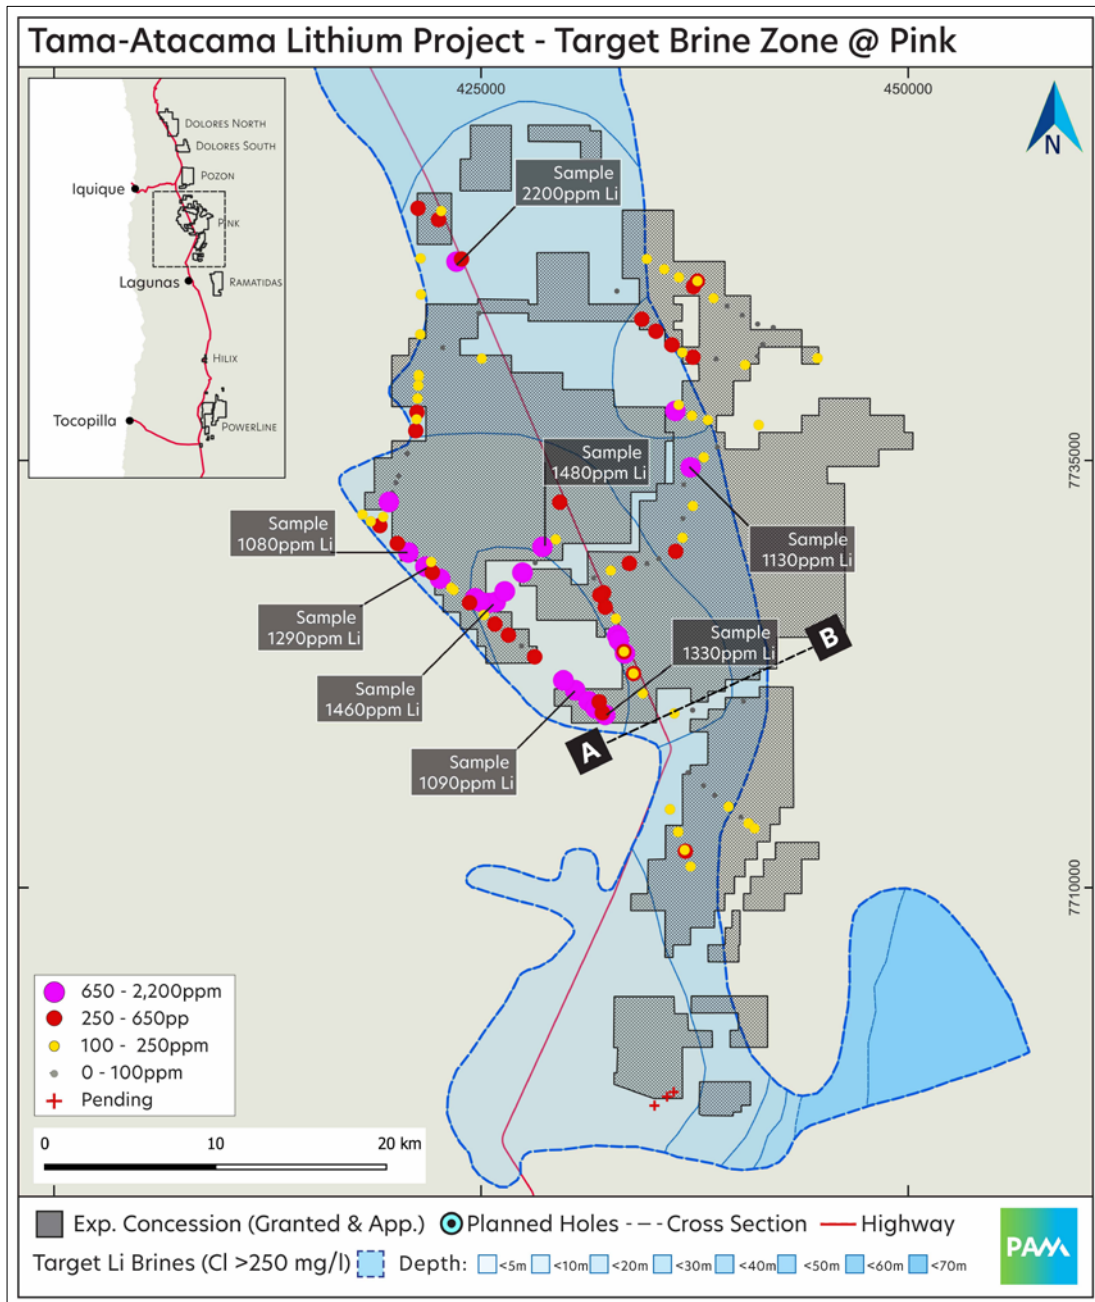 Tama-Atacama Lithium Project - Target Brine Zone @ Pink
425000
450000
N
DOLORES NORTH
DOLORES SOUTH
POZON
Iquique
PINK
Lagunas
RAMATIDAS
HILIX
Tocopilla
POWERLINE
Sample
2200ppm Li
Sample
1480ppm Li
7735000
Sample
1080ppm Li
Sample
1130ppm Li
Sample
1290ppm Li
Sample
1330ppm Li
B
Sample
1460ppm Li
A
Sample
1090ppm Li
7710000
650 - 2,200ppm
250 - 650pp
100 - 250ppm
0 - 100ppm
Pending
0 10 20 km
Exp. Concession (Granted & App.) Planned Holes Cross Section Highway
Target Li Brines (Cl >250 mg/l) Depth: <5m <10m <20m <30m <40m <50m <60m <70m
PAM